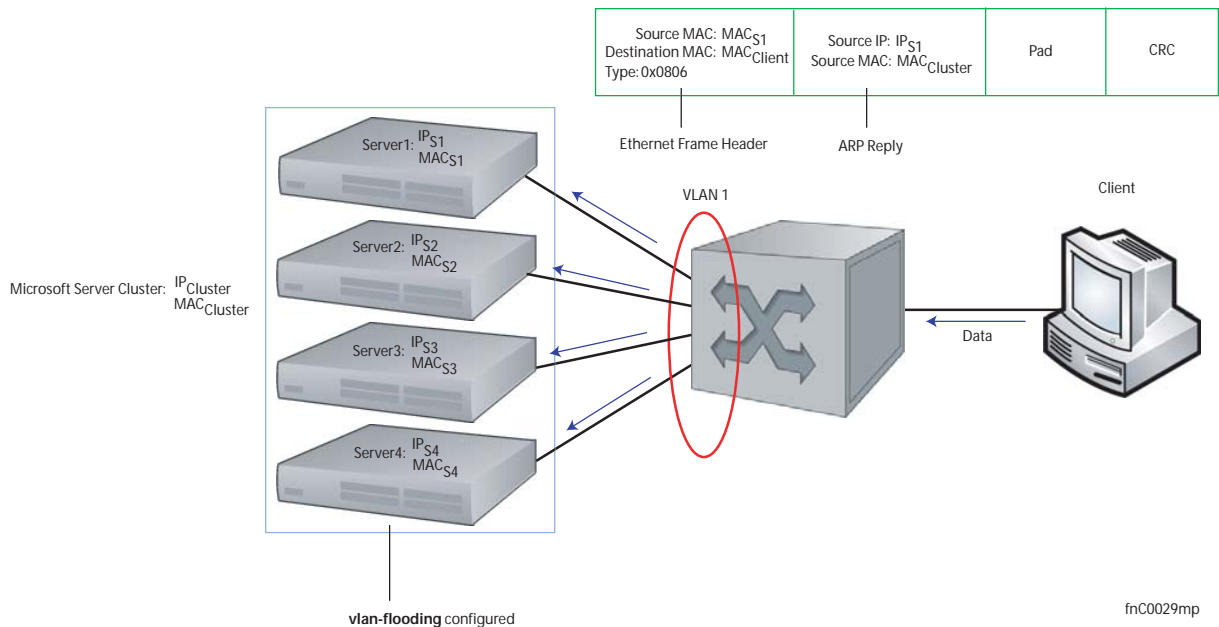 Source MAC: MACS1
Destination MAC: MACClient
Type: 0x0806
Source IP: IPS1
Source MAC: MACCluster
Pad
CRC
Ethernet Frame Header
ARP Reply
Server1: IPS1
MACS1
VLAN 1
Client
Server2: IPS2
MACS2
Microsoft Server Cluster: IPCluster
MACCluster
Data
Server3: IPS3
MACS3
Server4: IPS4
MACS4
vlan-flooding configured
fnC0029mp